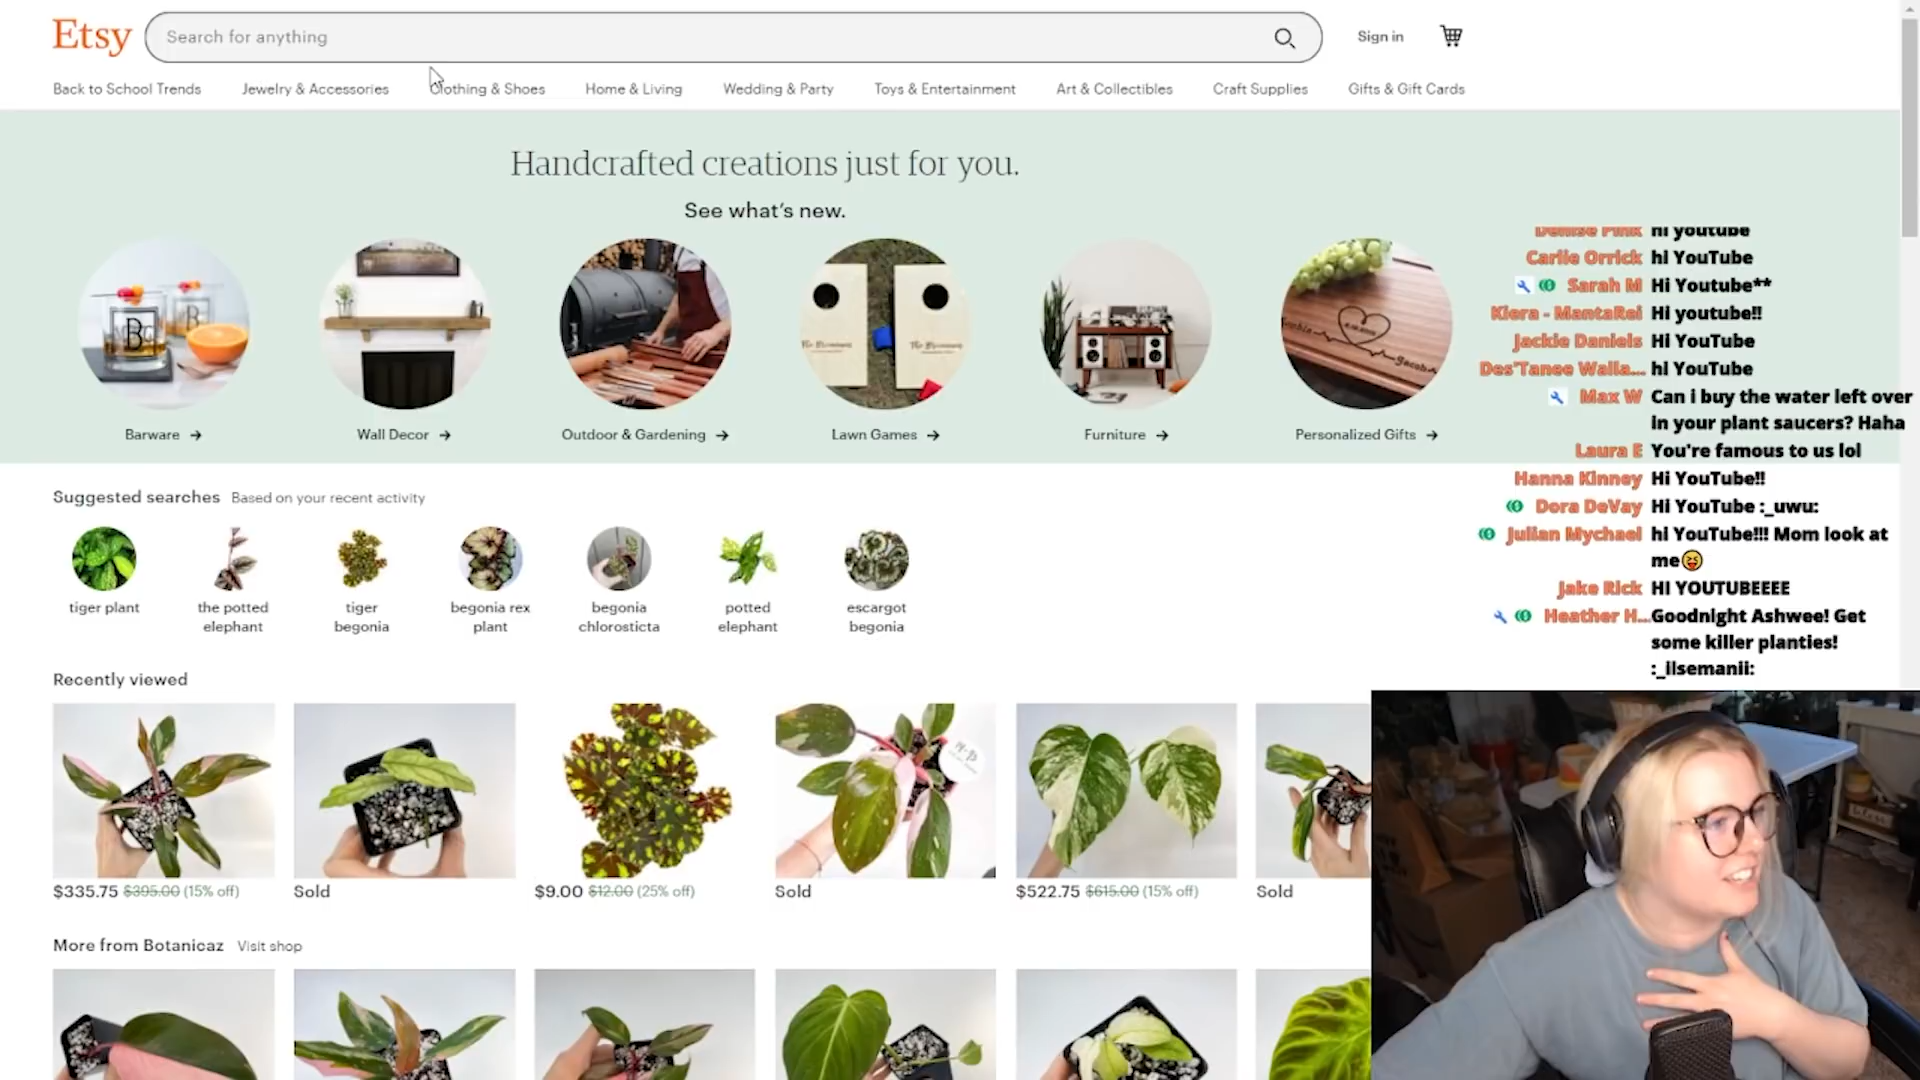 Etsy
Search for anything
Sign in
Back to School Trends
Jewelry & Accessories
Clothing & Shoes
Home & Living
Wedding & Party
Toys & Entertainment
Art & Collectibles
Craft Supplies
Gifts & Gift Cards
Handcrafted creations just for you.
See what's new.
Barware →
Wall Decor →
Outdoor & Gardening →
Lawn Games →
Furniture →
Personalized Gifts →
Suggested searches Based on your recent activity
tiger plant
the potted
elephant
tiger
begonia
begonia rex
plant
begonia
chlorosticta
potted
elephant
escargot
begonia
Recently viewed
$335.75 $395.00 (15% off)
Sold
$9.00 $12.00 (25% off)
Sold
$522.75 $615.00 (15% off)
Sold
More from Botanicaz Visit shop
Denise Pink hi youtube
Carlie Orrick hi YouTube
Sarah M Hi Youtube**
Kiera - MantaRei Hi youtube!!
Jackie Daniels Hi YouTube
Des'Tanee Walla... hi YouTube
Max W Can i buy the water left over
in your plant saucers? Haha
Laura E You're famous to us lol
Hanna Kinney Hi YouTube!!
Dora DeVay Hi YouTube :_uwu:
Julian Mychael hi YouTube!!! Mom look at
me😝
Jake Rick HI YOUTUBEEEE
Heather H... Goodnight Ashwee! Get
some killer planties!
:_ilsemanii: